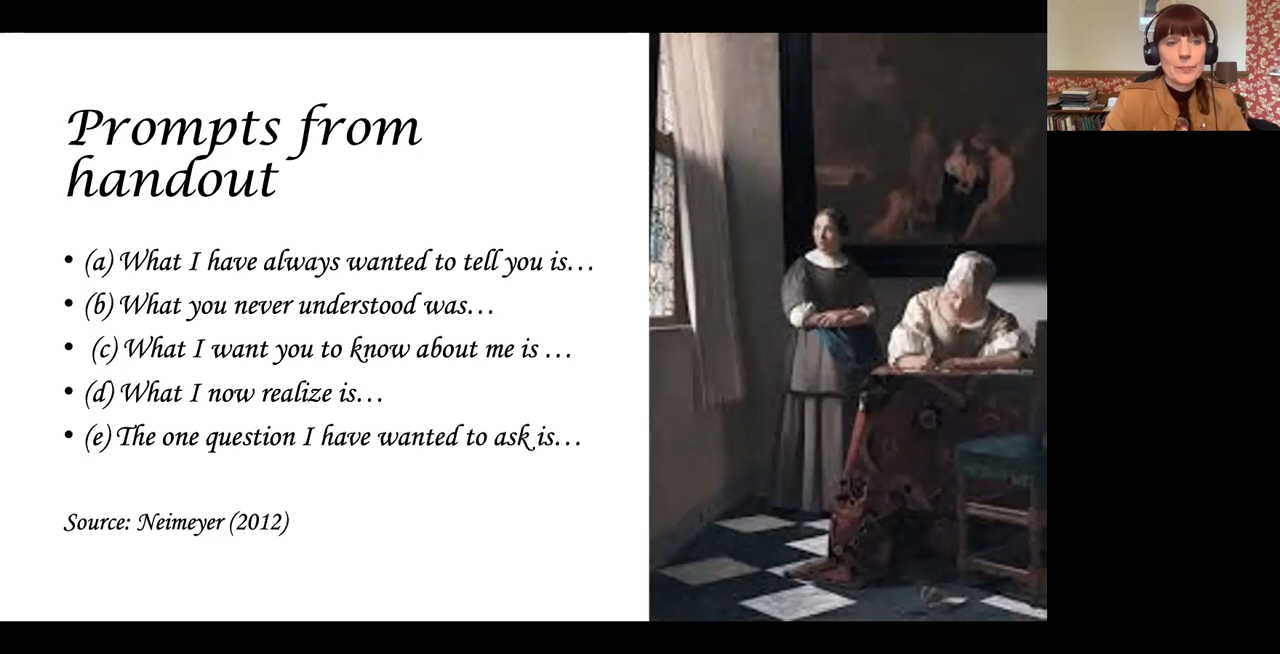 Prompts from
handout
• (a) What I have always wanted to tell you is…
• (b) What you never understood was…
• (c) What I want you to know about me is …
• (d) What I now realize is…
• (e) The one question I have wanted to ask is…
Source: Neimeyer (2012)